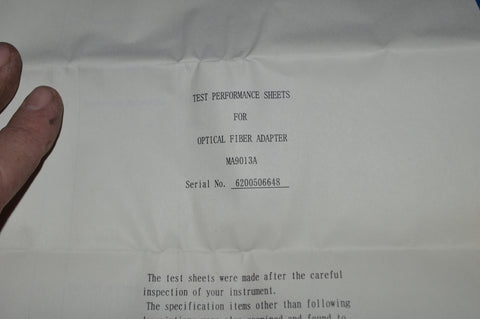 TEST PERFORMANCE SHEETS
FOR
OPTICAL FIBER ADAPTER
MA9013A
Serial No. 6200506648
The test sheets were made after the careful
inspection of your instrument.
The specification items other than following